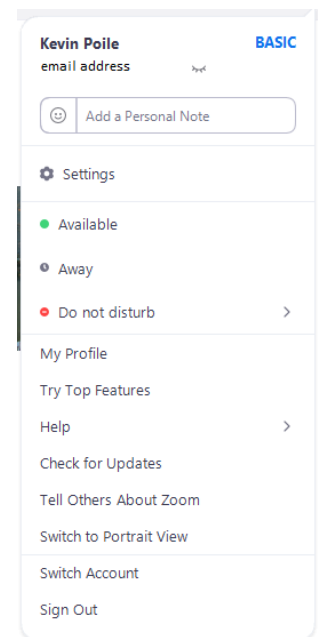 Kevin Poile BASIC
email address
Add a Personal Note
Settings
Available
Away
Do not disturb
My Profile
Try Top Features
Help
Check for Updates
Tell Others About Zoom
Switch to Portrait View
Switch Account
Sign Out